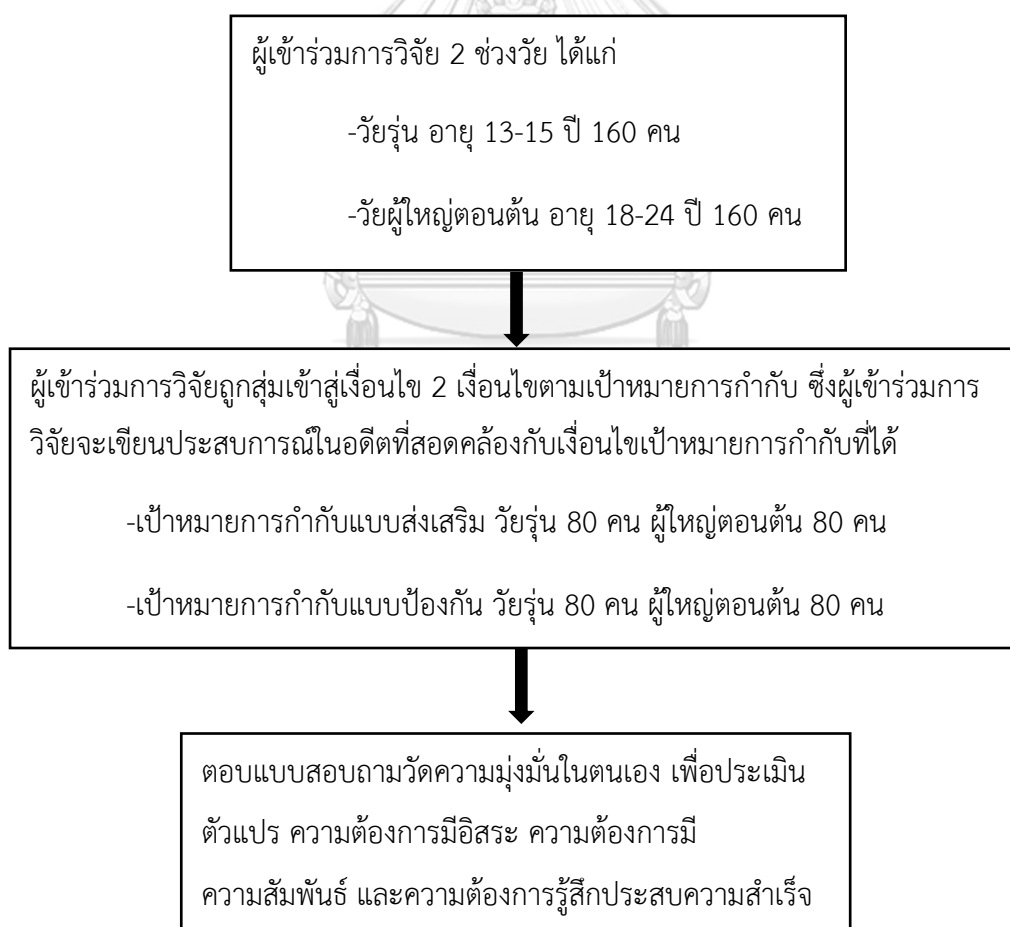 ผู้เข้าร่วมการวิจัย 2 ช่วงวัย ได้แก่
-วัยรุ่น อายุ 13-15 ปี 160 คน
-วัยผู้ใหญ่ตอนต้น อายุ 18-24 ปี 160 คน
ผู้เข้าร่วมการวิจัยถูกสุ่มเข้าสู่เงื่อนไข 2 เงื่อนไขตามเป้าหมายการกำกับ ซึ่งผู้เข้าร่วมการ
วิจัยจะเขียนประสบการณ์ในอดีตที่สอดคล้องกับเงื่อนไขเป้าหมายการกำกับที่ได้
-เป้าหมายการกำกับแบบส่งเสริม วัยรุ่น 80 คน ผู้ใหญ่ตอนต้น 80 คน
-เป้าหมายการกำกับแบบป้องกัน วัยรุ่น 80 คน ผู้ใหญ่ตอนต้น 80 คน
ตอบแบบสอบถามวัดความมุ่งมั่นในตนเอง เพื่อประเมิน
ตัวแปร ความต้องการมีอิสระ ความต้องการมี
ความสัมพันธ์ และความต้องการรู้สึกประสบความสำเร็จ